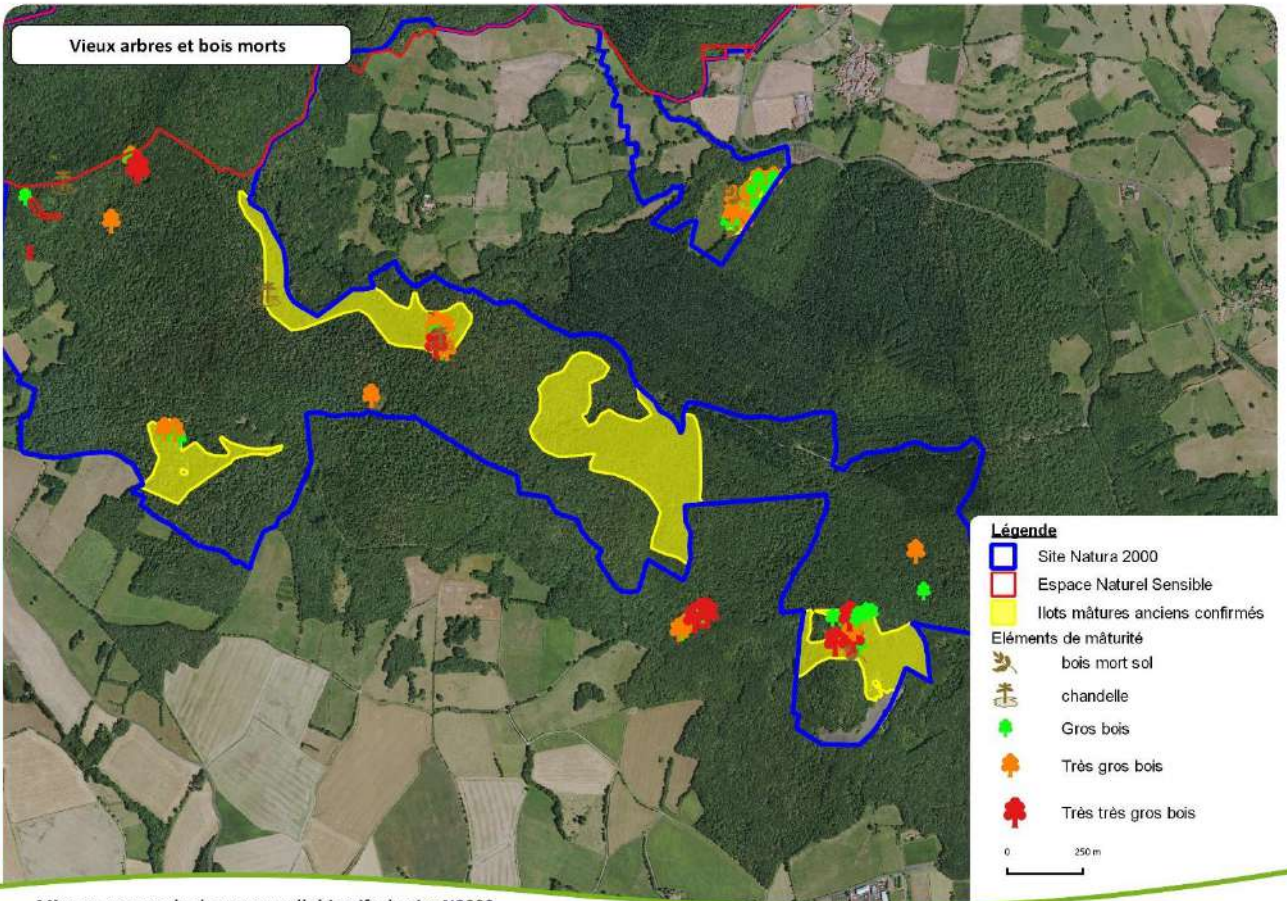 Vieux arbres et bois morts
Légende
Site Natura 2000
Espace Naturel Sensible
Ilots mâtures anciens confirmés
Eléments de mâturité
bois mort sol
chandelle
Gros bois
Très gros bois
Très très gros bois
0 250 m